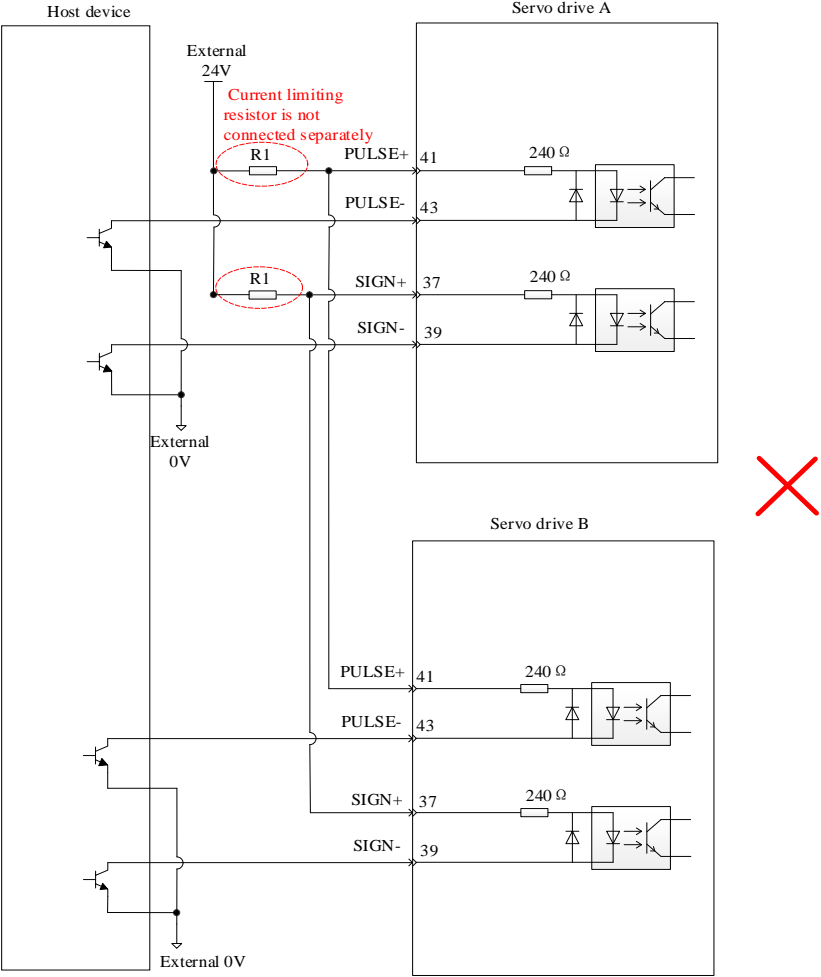 Host device
Servo drive A
External
24V
Current limiting
resistor is not
connected separately
R1
PULSE+
41
240 Ω
PULSE-
43
R1
SIGN+
37
240 Ω
SIGN-
39
External
0V
Servo drive B
PULSE+
41
240 Ω
PULSE-
43
SIGN+
37
240 Ω
SIGN-
39
External 0V